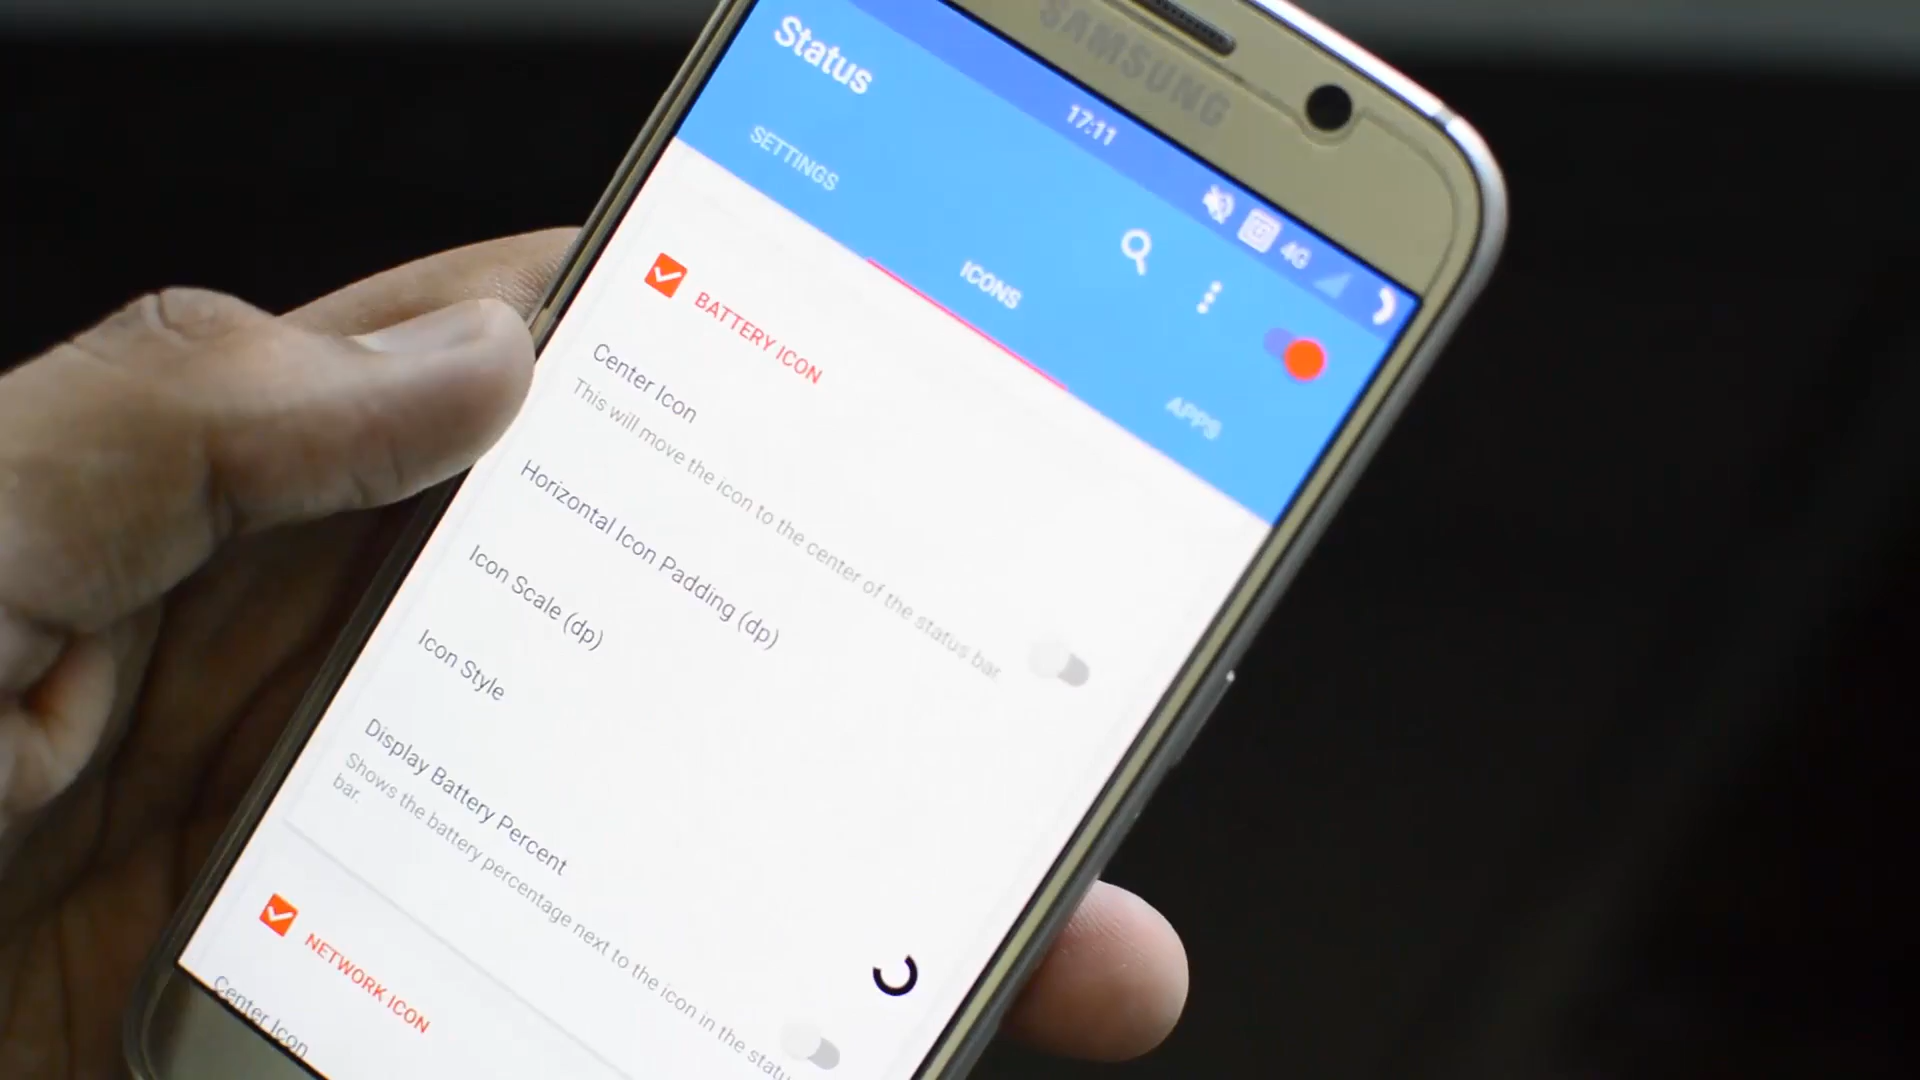 SAMSUNG
17:11
4G
Status
SETTINGS
ICONS
APPS
BATTERY ICON
Center Icon
This will move the icon to the center of the status bar.
Horizontal Icon Padding (dp)
Icon Scale (dp)
Icon Style
Display Battery Percent
Shows the battery percentage next to the icon in the status
bar.
NETWORK ICON
Center Icon